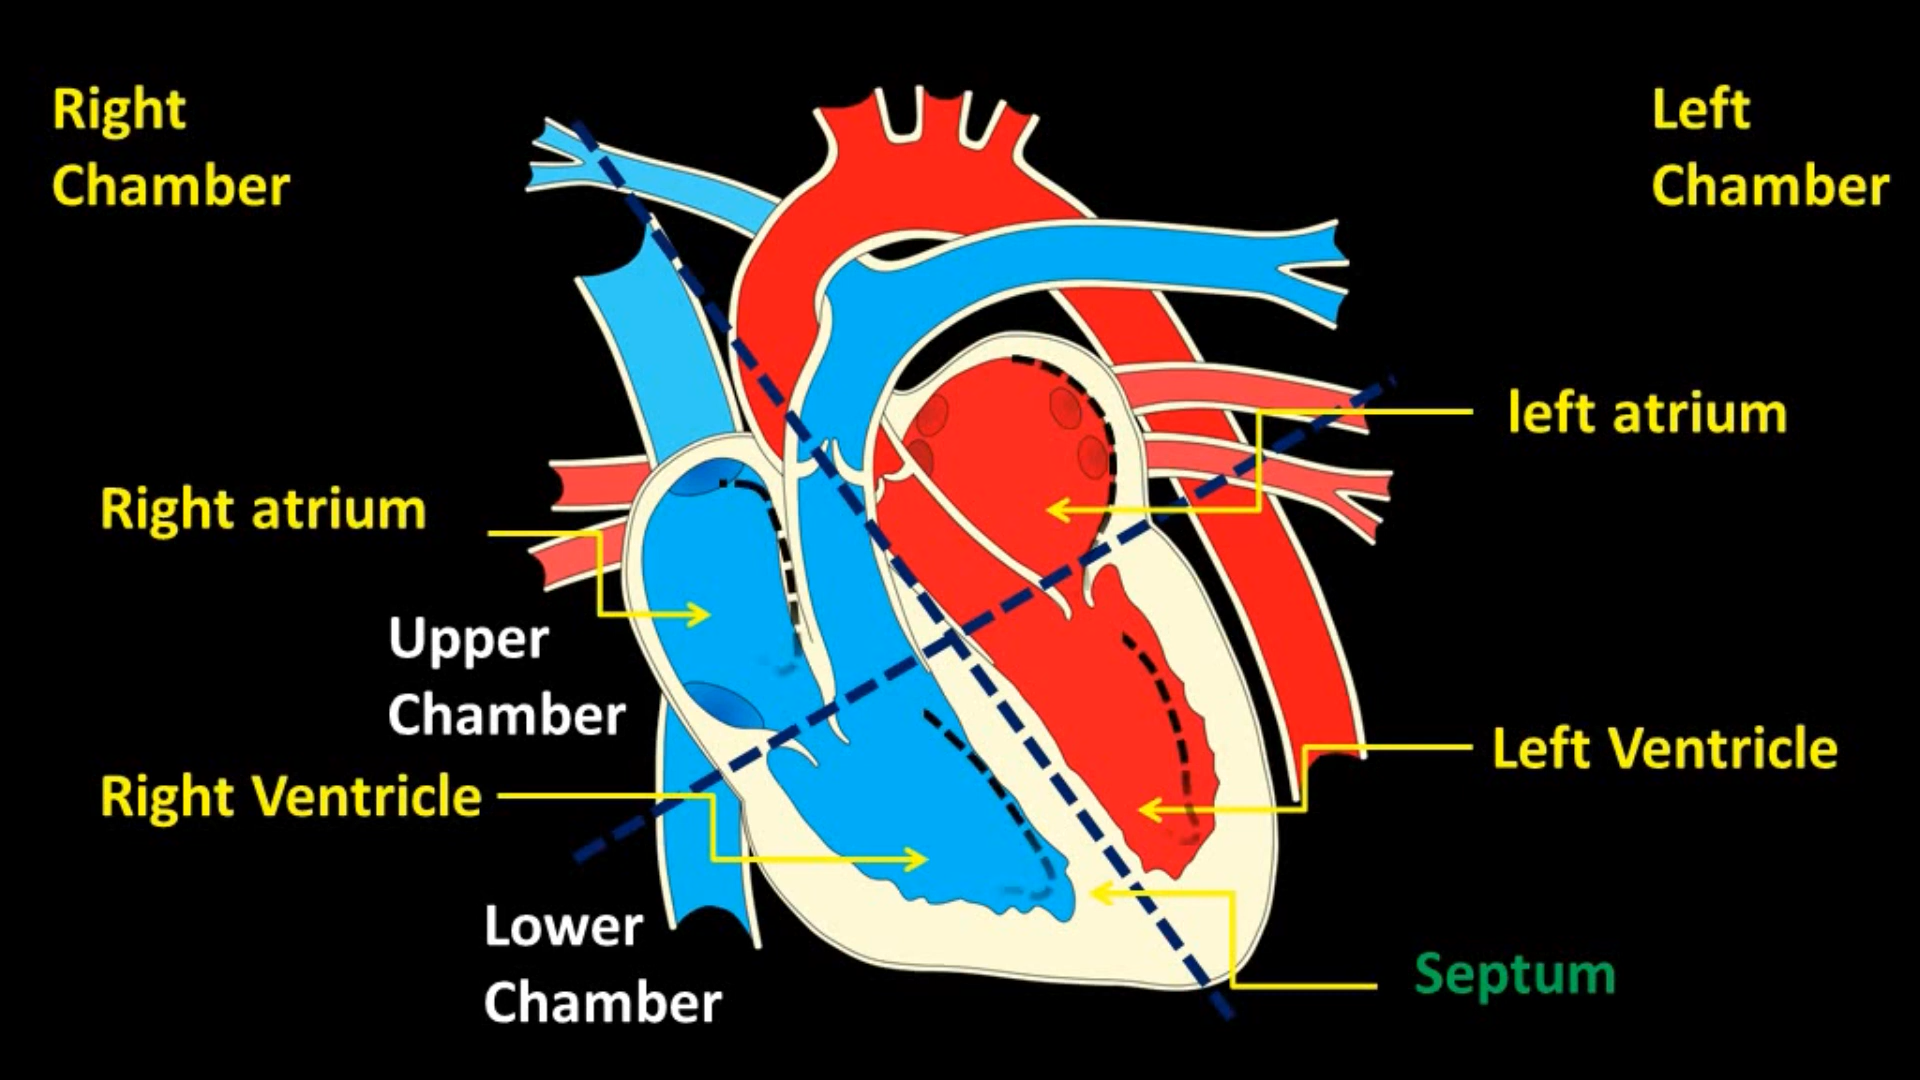 Right
Chamber
Left
Chamber
left atrium
Right atrium
Upper
Chamber
Right Ventricle
Left Ventricle
Lower
Chamber
Septum